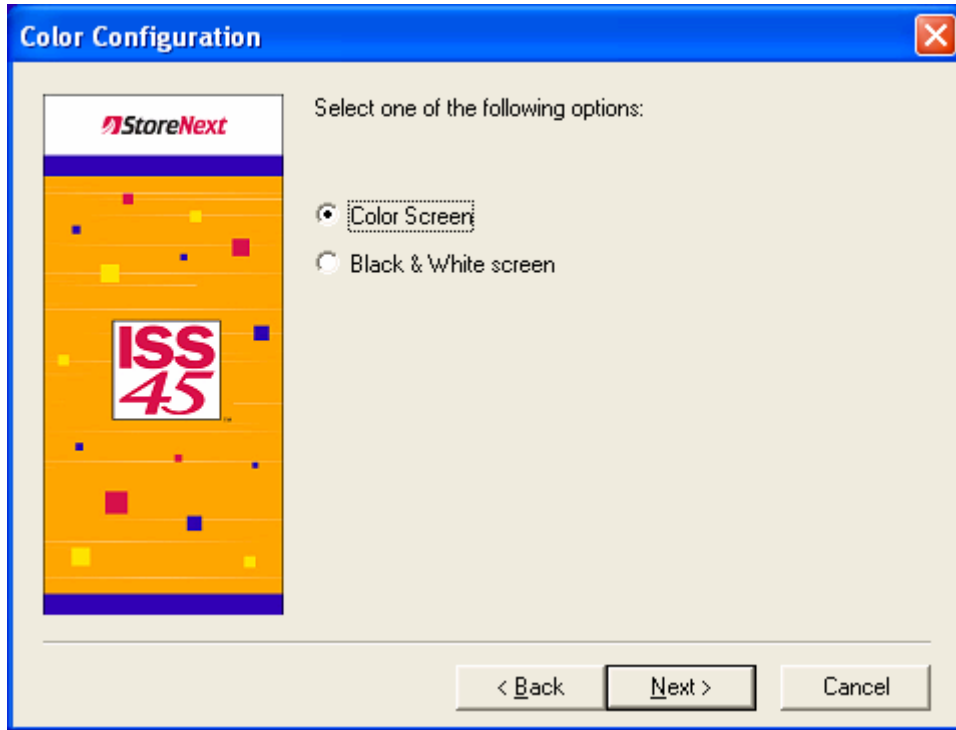 Color Configuration
StoreNext
Select one of the following options:
Color Screen
Black & White screen
ISS
45
™
< Back
Next >
Cancel